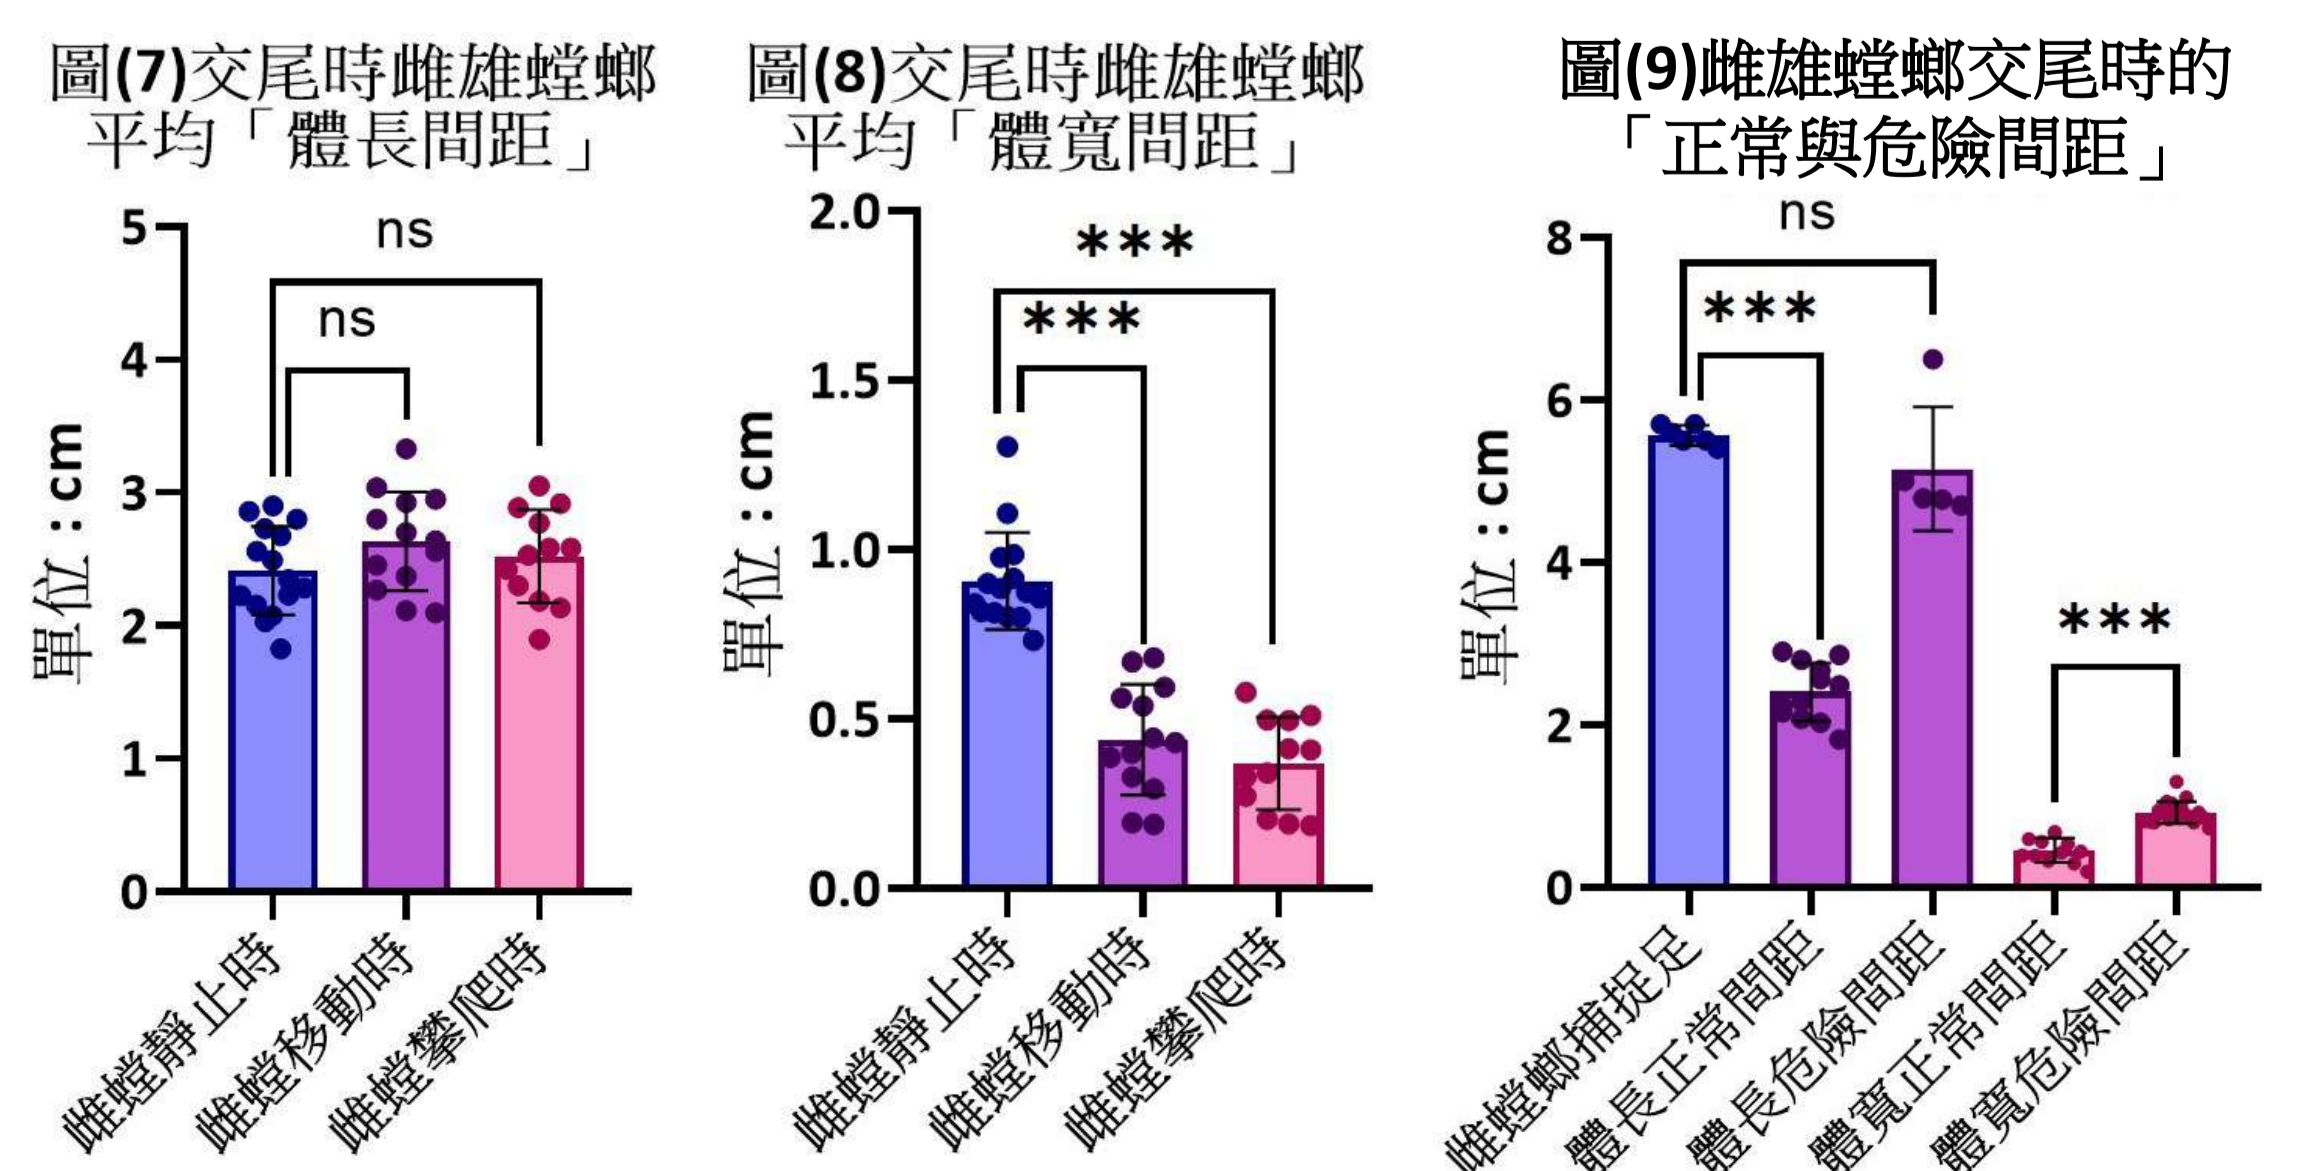 圖(7)交尾時雌雄螳螂
平均「體長間距」
ns
ns
單位:cm
5
4
3
2
1
0
雌螳靜止時
雌螳移動時
雌螳攀爬時
圖(8)交尾時雌雄螳螂
平均「體寬間距」
***
***
單位:cm
2.0
1.5
1.0
0.5
0.0
雌螳靜止時
雌螳移動時
雌螳攀爬時
圖(9)雌雄螳螂交尾時的
「正常與危險間距」
ns
***
***
單位:cm
8
6
4
2
0
雌螳螂捕捉足
體長正常間距
體長危險間距
體寬正常間距
體寬危險間距